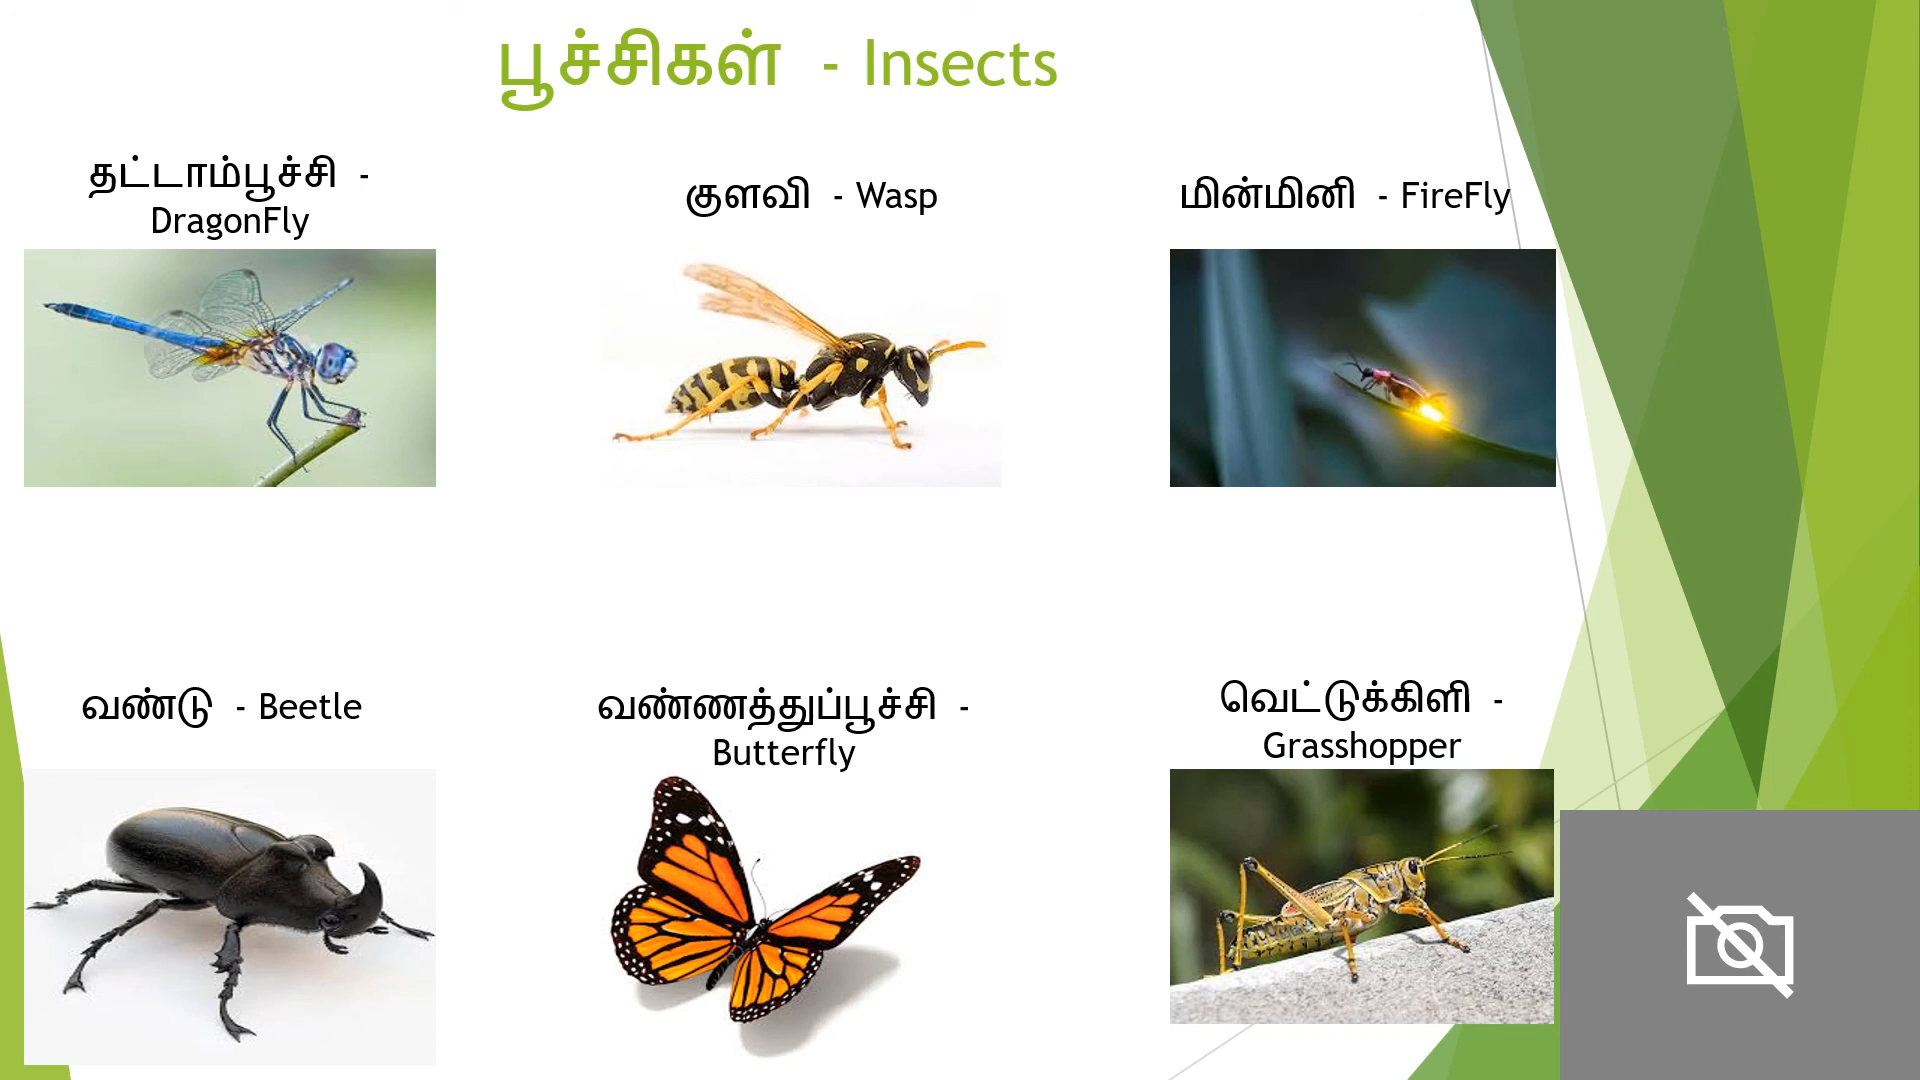 பூச்சிகள் - Insects
தட்டாம்பூச்சி -
DragonFly
குளவி - Wasp
மின்மினி - FireFly
வண்டு - Beetle
வண்ணத்துப்பூச்சி -
Butterfly
வெட்டுக்கிளி -
Grasshopper